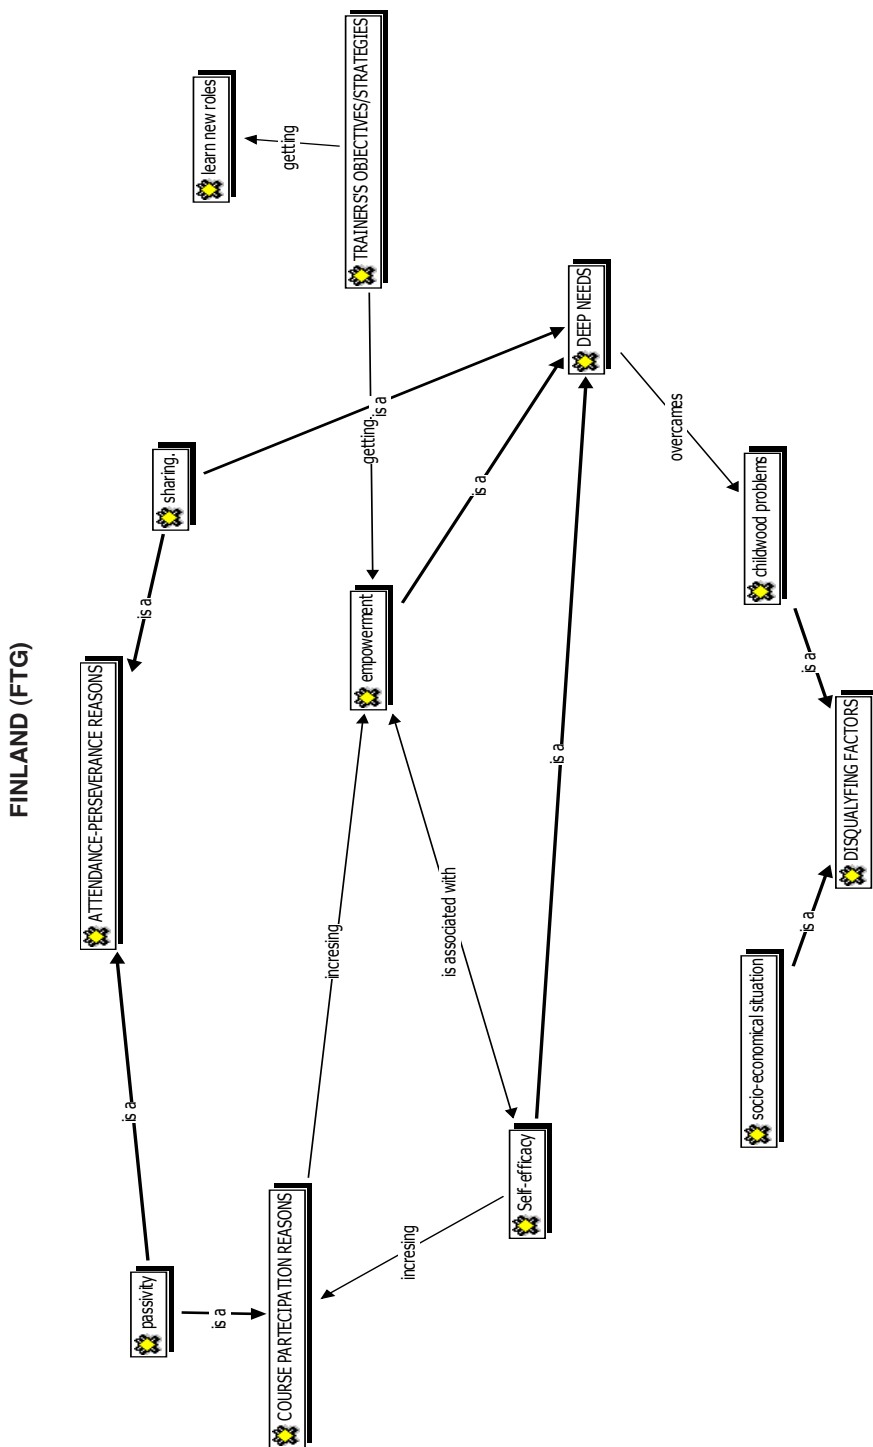 FINLAND (FTG)
passivity
is a
ATTENDANCE-PERSEVERANCE REASONS
is a
sharing.
learn new roles
COURSE PARTECIPATION REASONS
is a
incresing
empowerment
getting.
is a
getting
TRAINERS'S OBJECTIVES/STRATEGIES
incresing
Self-efficacy
is associated with
is a
is a
DEEP NEEDS
overcames
socio-economical situation
is a
DISQUALYFING FACTORS
is a
childwood problems